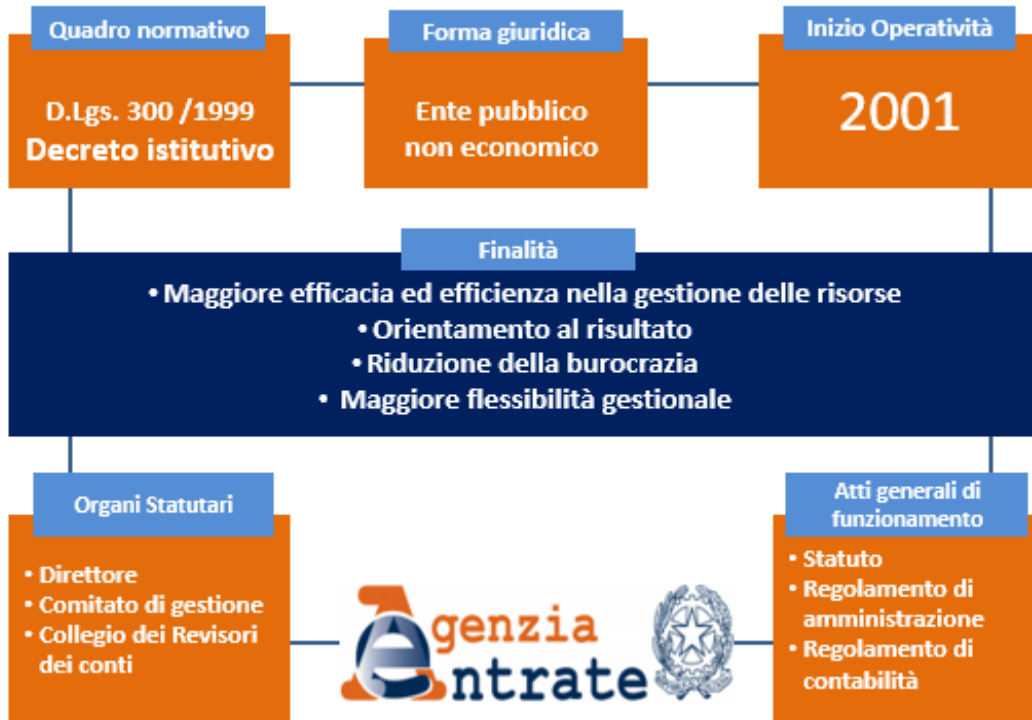 Quadro normativo
D.Lgs. 300 /1999
Decreto istitutivo
Forma giuridica
Ente pubblico
non economico
Inizio Operatività
2001
Finalità
• Maggiore efficacia ed efficienza nella gestione delle risorse
• Orientamento al risultato
• Riduzione della burocrazia
• Maggiore flessibilità gestionale
Organi Statutari
• Direttore
• Comitato di gestione
• Collegio dei Revisori
dei conti
Agenzia
entrate
Atti generali di
funzionamento
• Statuto
• Regolamento di
amministrazione
• Regolamento di
contabilità